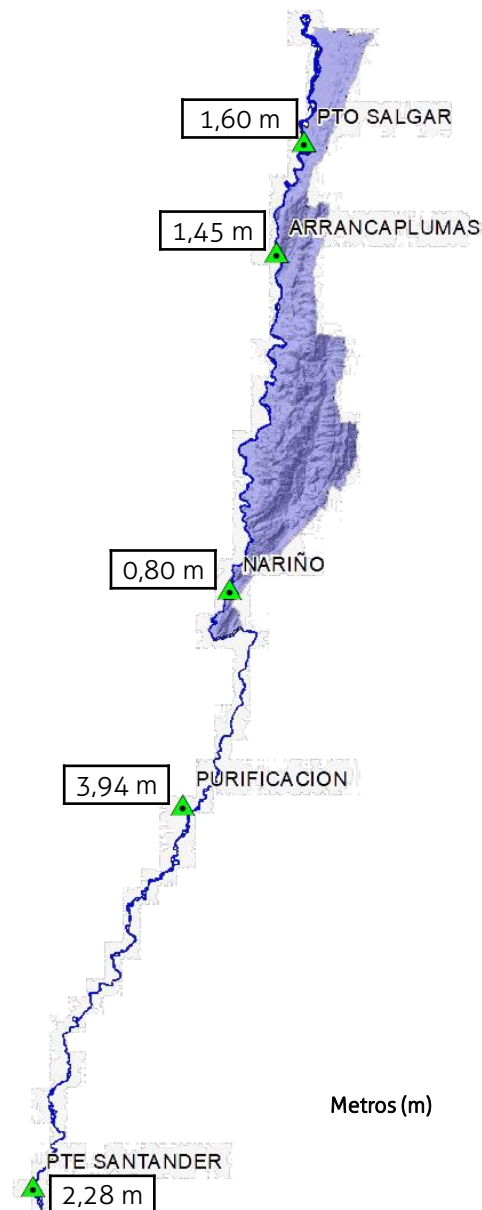 PTO SALGAR
1,60 m
ARRANCAPLUMAS
1,45 m
NARIÑO
0,80 m
PURIFICACION
3,94 m
Metros (m)
PTE SANTANDER
2,28 m